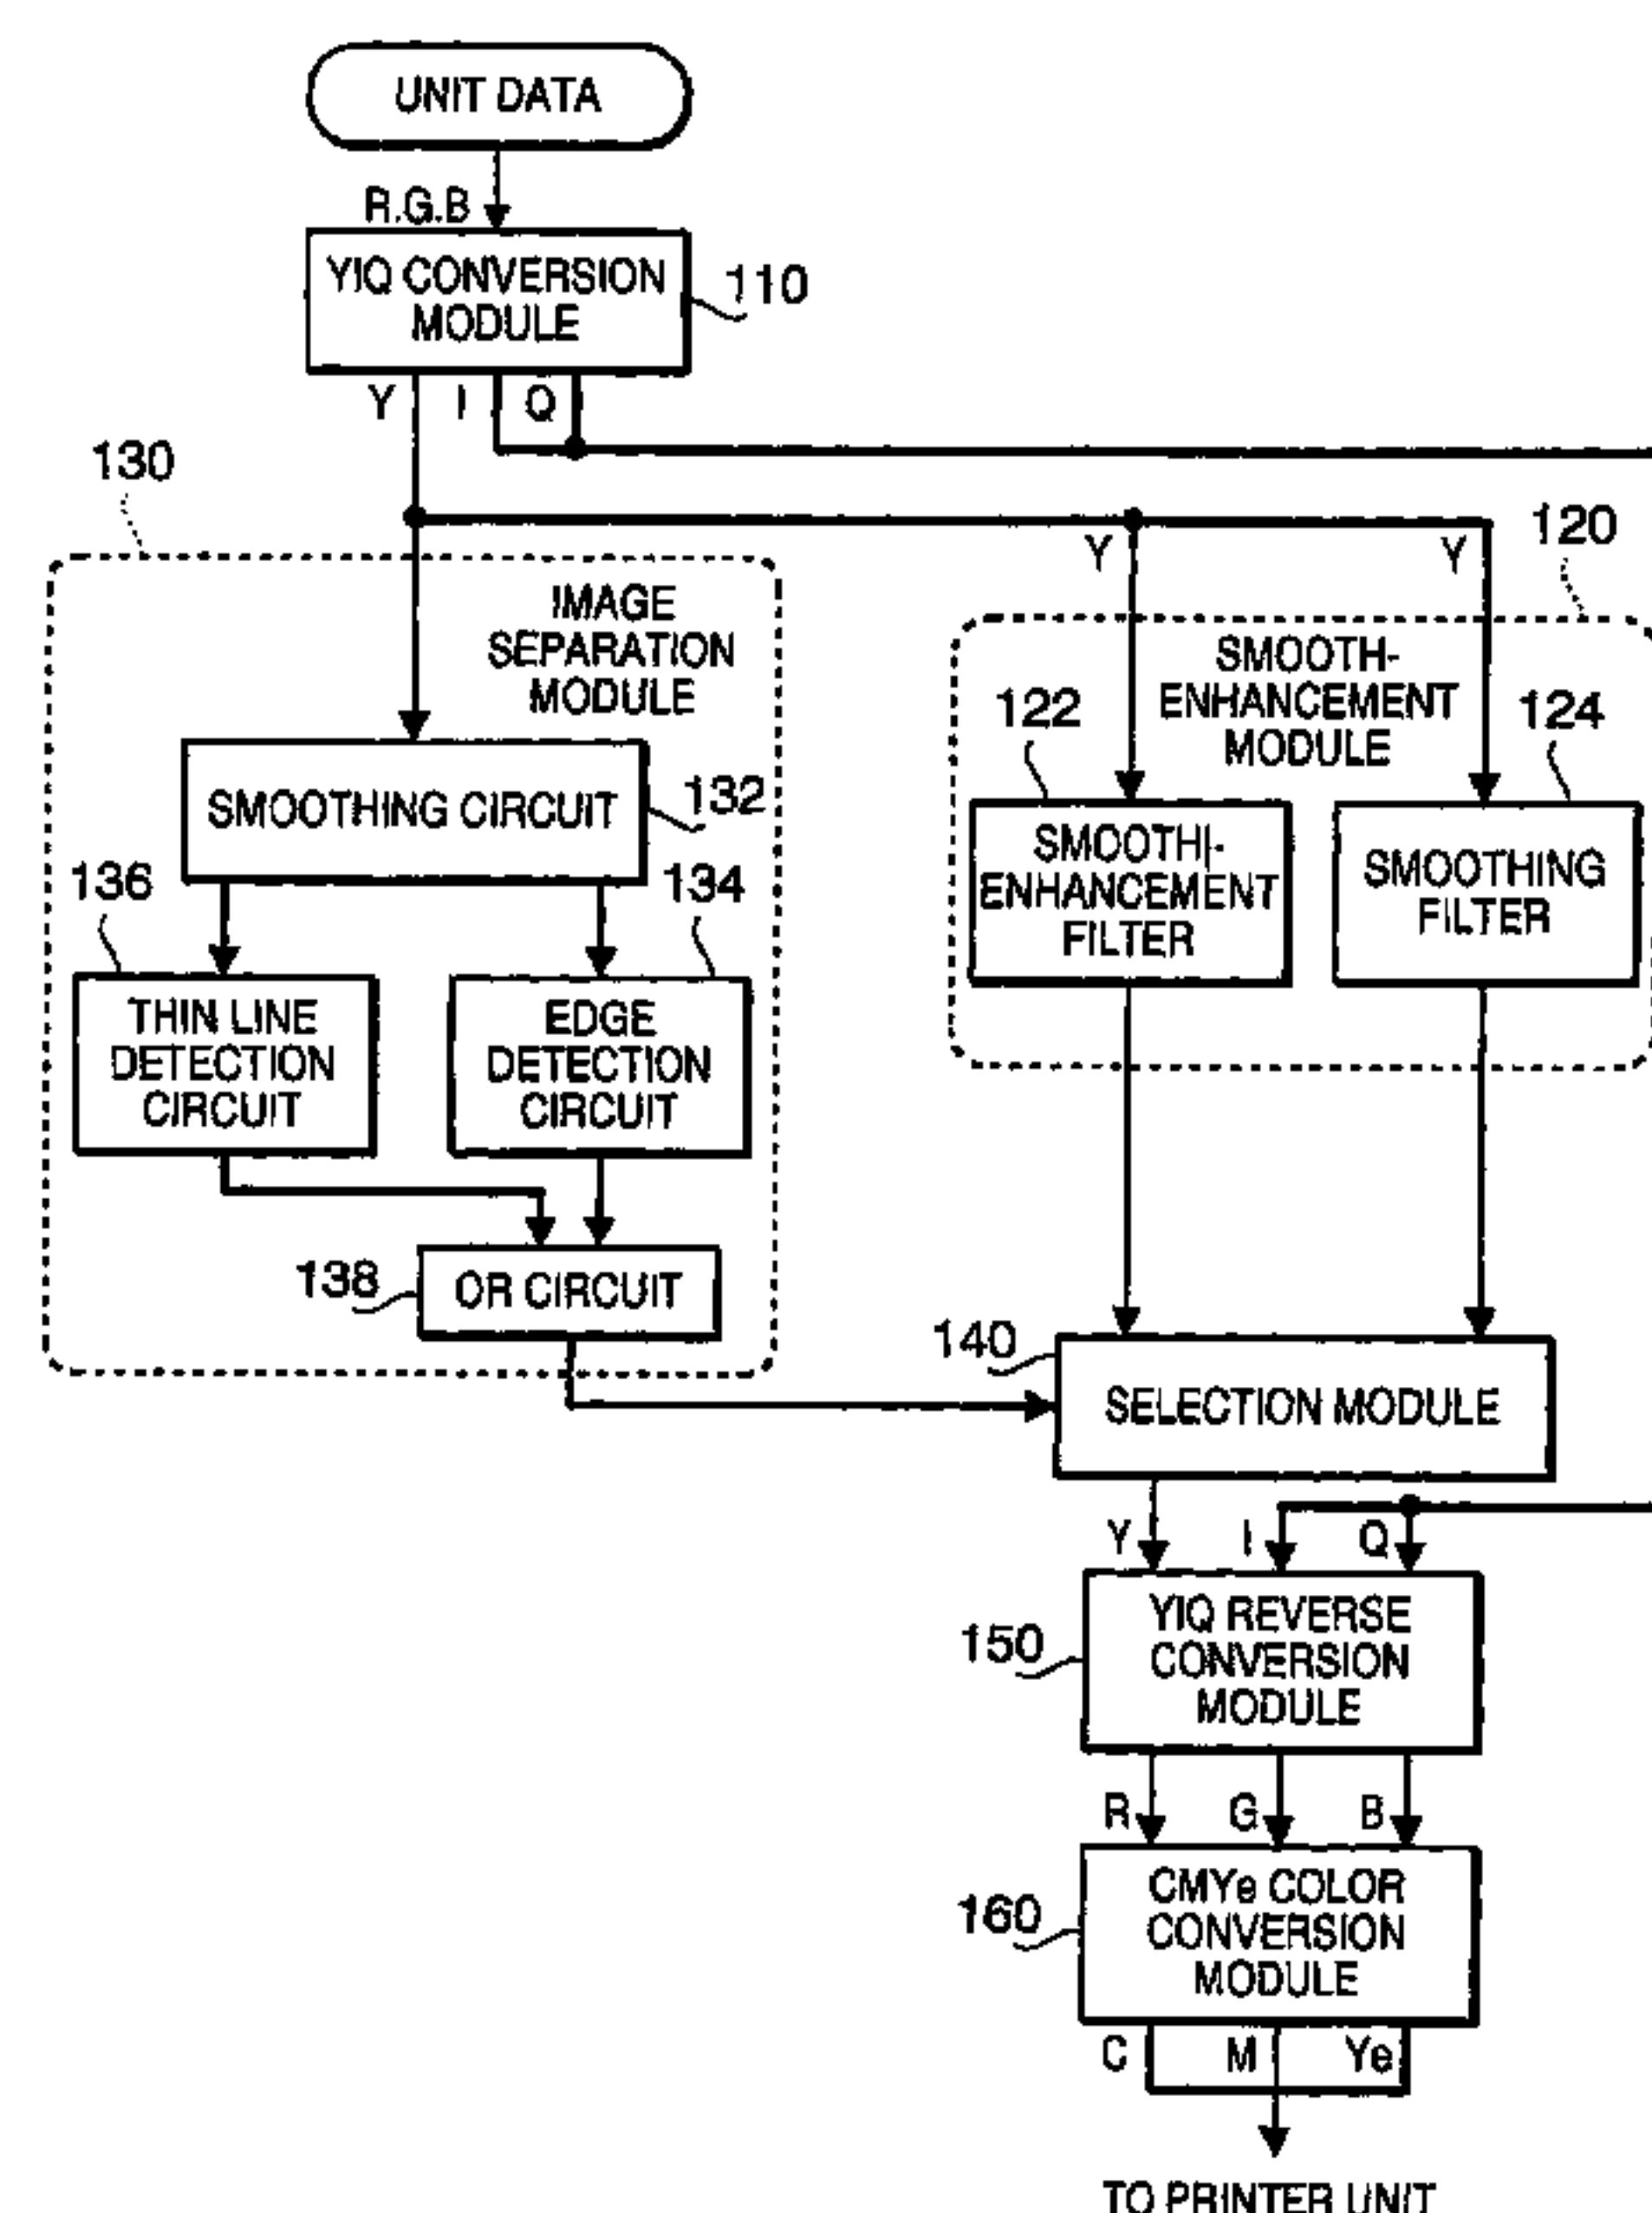 UNIT DATA
R.G.B
YIQ CONVERSION
MODULE
110
Y I Q
130
120
Y Y
IMAGE
SEPARATION
MODULE
SMOOTH-
ENHANCEMENT
MODULE
122
124
SMOOTHING CIRCUIT
132
SMOOTH-
ENHANCEMENT
FILTER
SMOOTHING
FILTER
136
134
THIN LINE
DETECTION
CIRCUIT
EDGE
DETECTION
CIRCUIT
138
OR CIRCUIT
140
SELECTION MODULE
Y I Q
150
YIQ REVERSE
CONVERSION
MODULE
R G B
160
CMYe COLOR
CONVERSION
MODULE
C M Ye
TO PRINTER UNIT